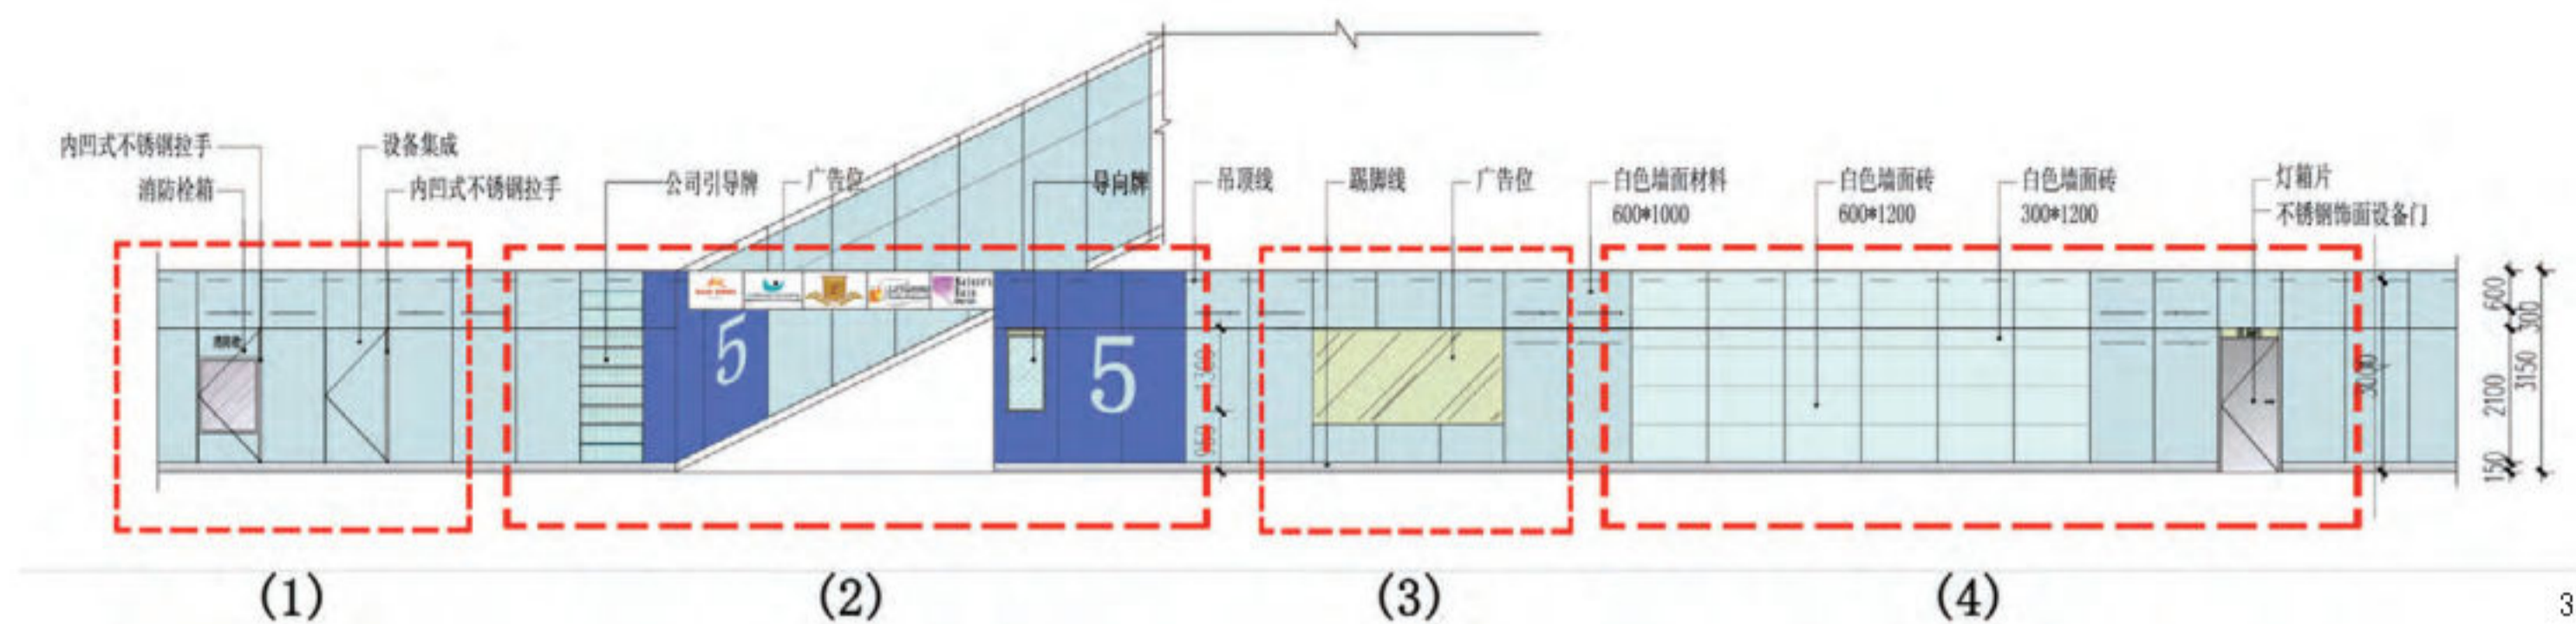 内凹式不锈钢拉手
设备集成
消防栓箱
内凹式不锈钢拉手
公司引导牌
广告位
导向牌
吊顶线
踢脚线
广告位
白色墙面材料
600*1000
白色墙面砖
600*1200
白色墙面砖
300*1200
灯箱片
不锈钢饰面设备门
5
5
1300
950
600
300
2100
150
3000
3150
(1)
(2)
(3)
(4)
3